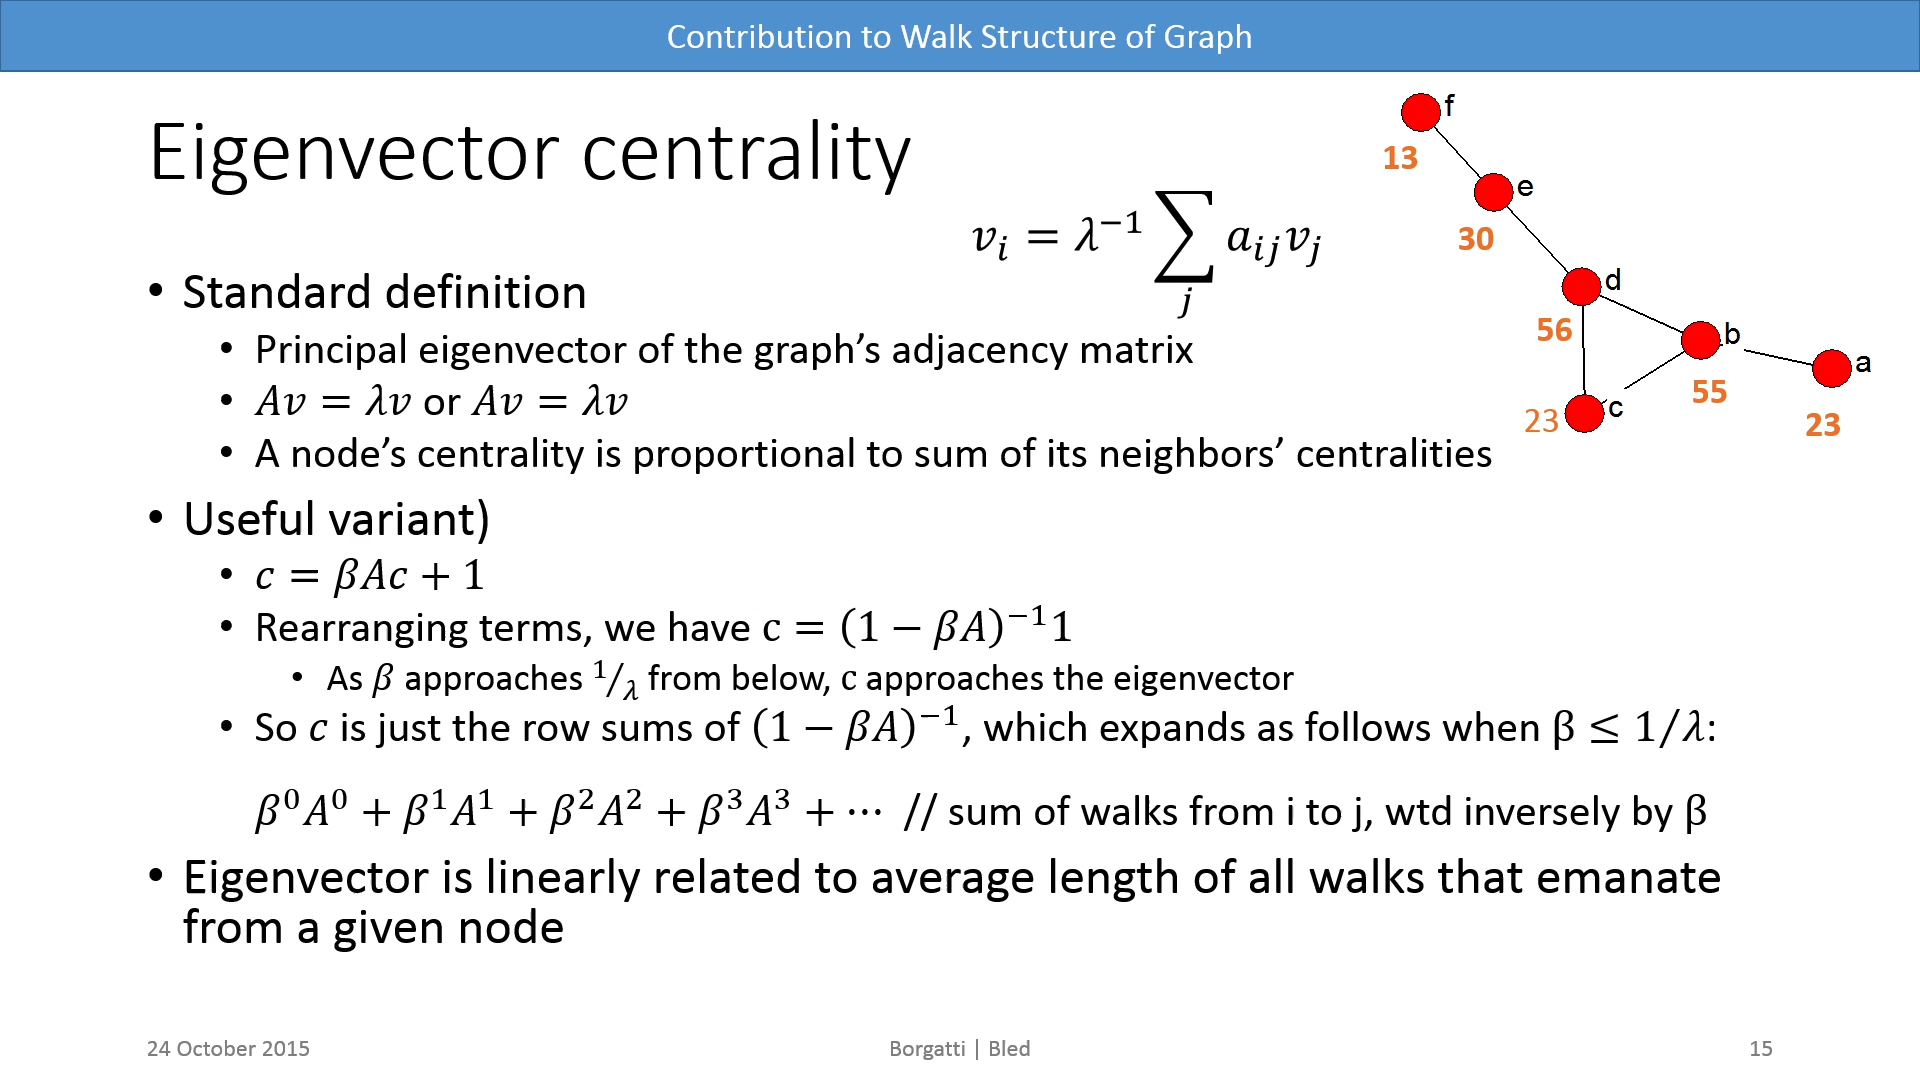 Contribution to Walk Structure of Graph
Eigenvector centrality
𝑣ᵢ = 𝜆⁻¹ ∑ⱼ 𝑎ᵢⱼ𝑣ⱼ
f
13
e
30
d
56
b
55
a
23
c
23
• Standard definition
• Principal eigenvector of the graph’s adjacency matrix
• 𝐴𝑣 = 𝜆𝑣 or 𝐴𝑣 = 𝜆𝑣
• A node’s centrality is proportional to sum of its neighbors’ centralities
• Useful variant)
• 𝑐 = 𝛽𝐴𝑐 + 1
• Rearranging terms, we have c = (1 − 𝛽𝐴)⁻¹1
• As 𝛽 approaches 1/𝜆 from below, c approaches the eigenvector
• So 𝑐 is just the row sums of (1 − 𝛽𝐴)⁻¹, which expands as follows when β ≤ 1/𝜆:
𝛽⁰𝐴⁰ + 𝛽¹𝐴¹ + 𝛽²𝐴² + 𝛽³𝐴³ + ⋯ // sum of walks from i to j, wtd inversely by β
• Eigenvector is linearly related to average length of all walks that emanate
from a given node
24 October 2015
Borgatti | Bled
15